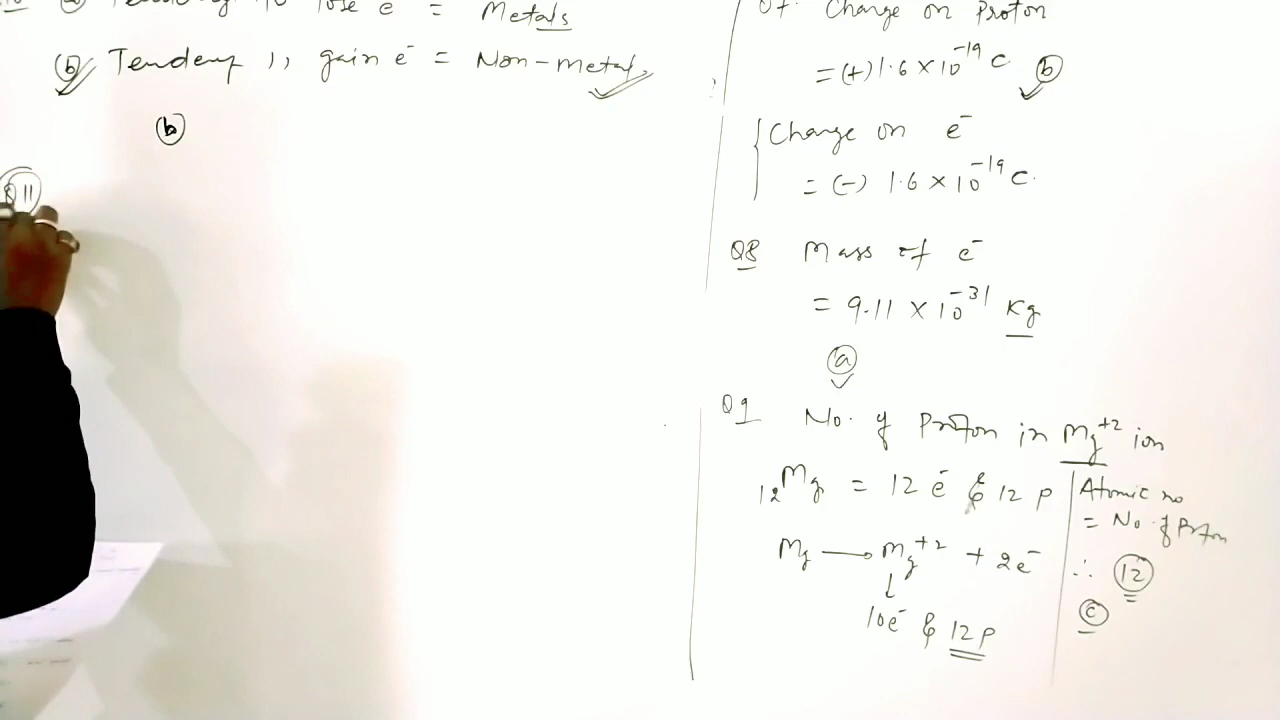 Tendency to lose e = Metals
(b) Tendency ,, gain e⁻ = Non-metals
(b)
Q 11
Q7. Charge on Proton
= (+) 1.6 × 10⁻¹⁹ C (b)
Charge on e⁻
= (-) 1.6 × 10⁻¹⁹ C.
Q8 Mass of e⁻
= 9.11 × 10⁻³¹ Kg
(a)
Q9 No. of Proton in Mg⁺² ion
₁₂Mg = 12 e⁻ & 12 p
Mg → Mg⁺² + 2e⁻
10e⁻ & 12p
Atomic no
= No. of Proton
∴ 12
(c)